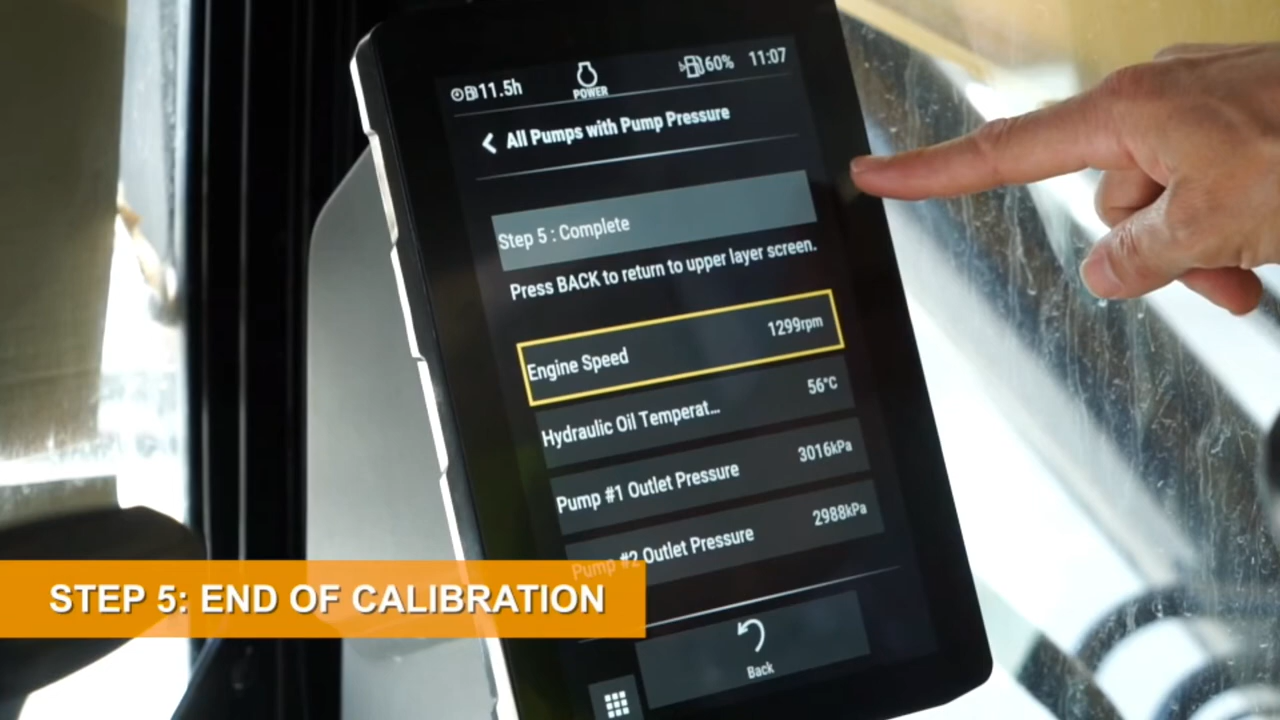 11.5h
POWER
60%
11:07
All Pumps with Pump Pressure
Step 5 : Complete
Press BACK to return to upper layer screen.
Engine Speed 1299rpm
Hydraulic Oil Temperat... 56°C
Pump #1 Outlet Pressure 3016kPa
Pump #2 Outlet Pressure 2988kPa
STEP 5: END OF CALIBRATION
Back